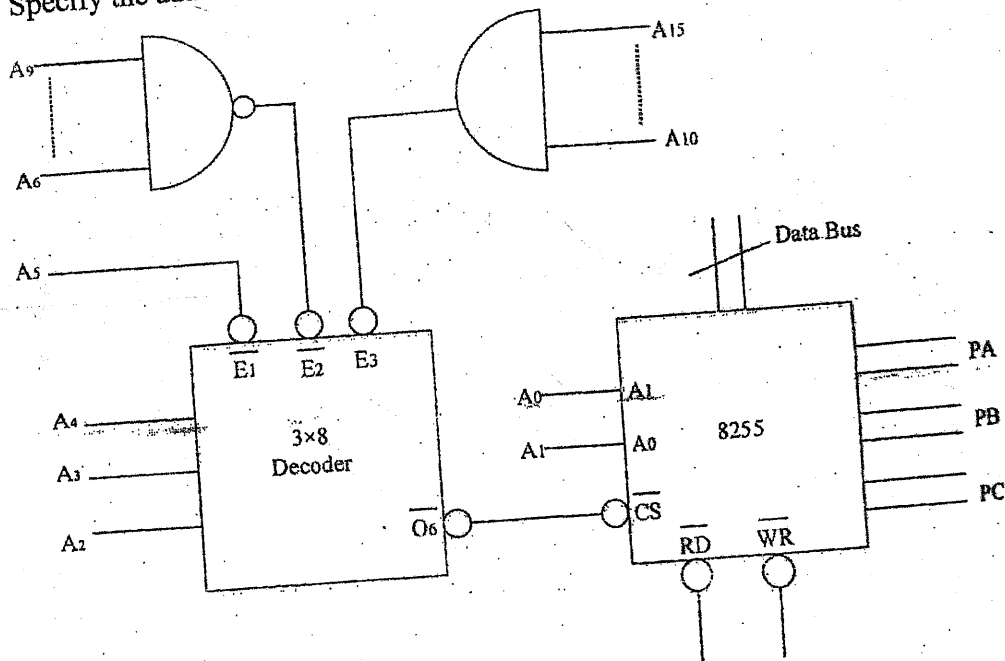 Specify the
A9 A15
A6 A10
A5 Data Bus
E1 E2 E3
A4 3×8 Decoder
A3
A2
O6
A0 A1 8255 PA
A1 A0 PB
CS PC
RD WR